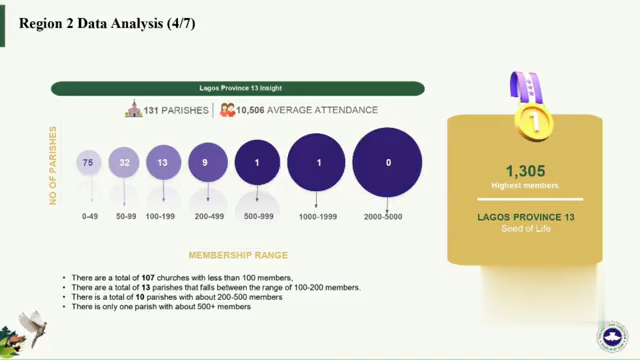 Region 2 Data Analysis (4/7)
Lagos Province 13 Insight
131 PARISHES
10,506 AVERAGE ATTENDANCE
NO OF PARISHES
75
32
13
9
1
1
0
0-49
50-99
100-199
200-499
500-999
1000-1999
2000-5000
MEMBERSHIP RANGE
• There are a total of 107 churches with less than 100 members,
• There are a total of 13 parishes that falls between the range of 100-200 members.
• There is a total of 10 parishes with about 200-500 members
• There is only one parish with about 500+ members
1
1,305
Highest members
LAGOS PROVINCE 13
Seed of Life